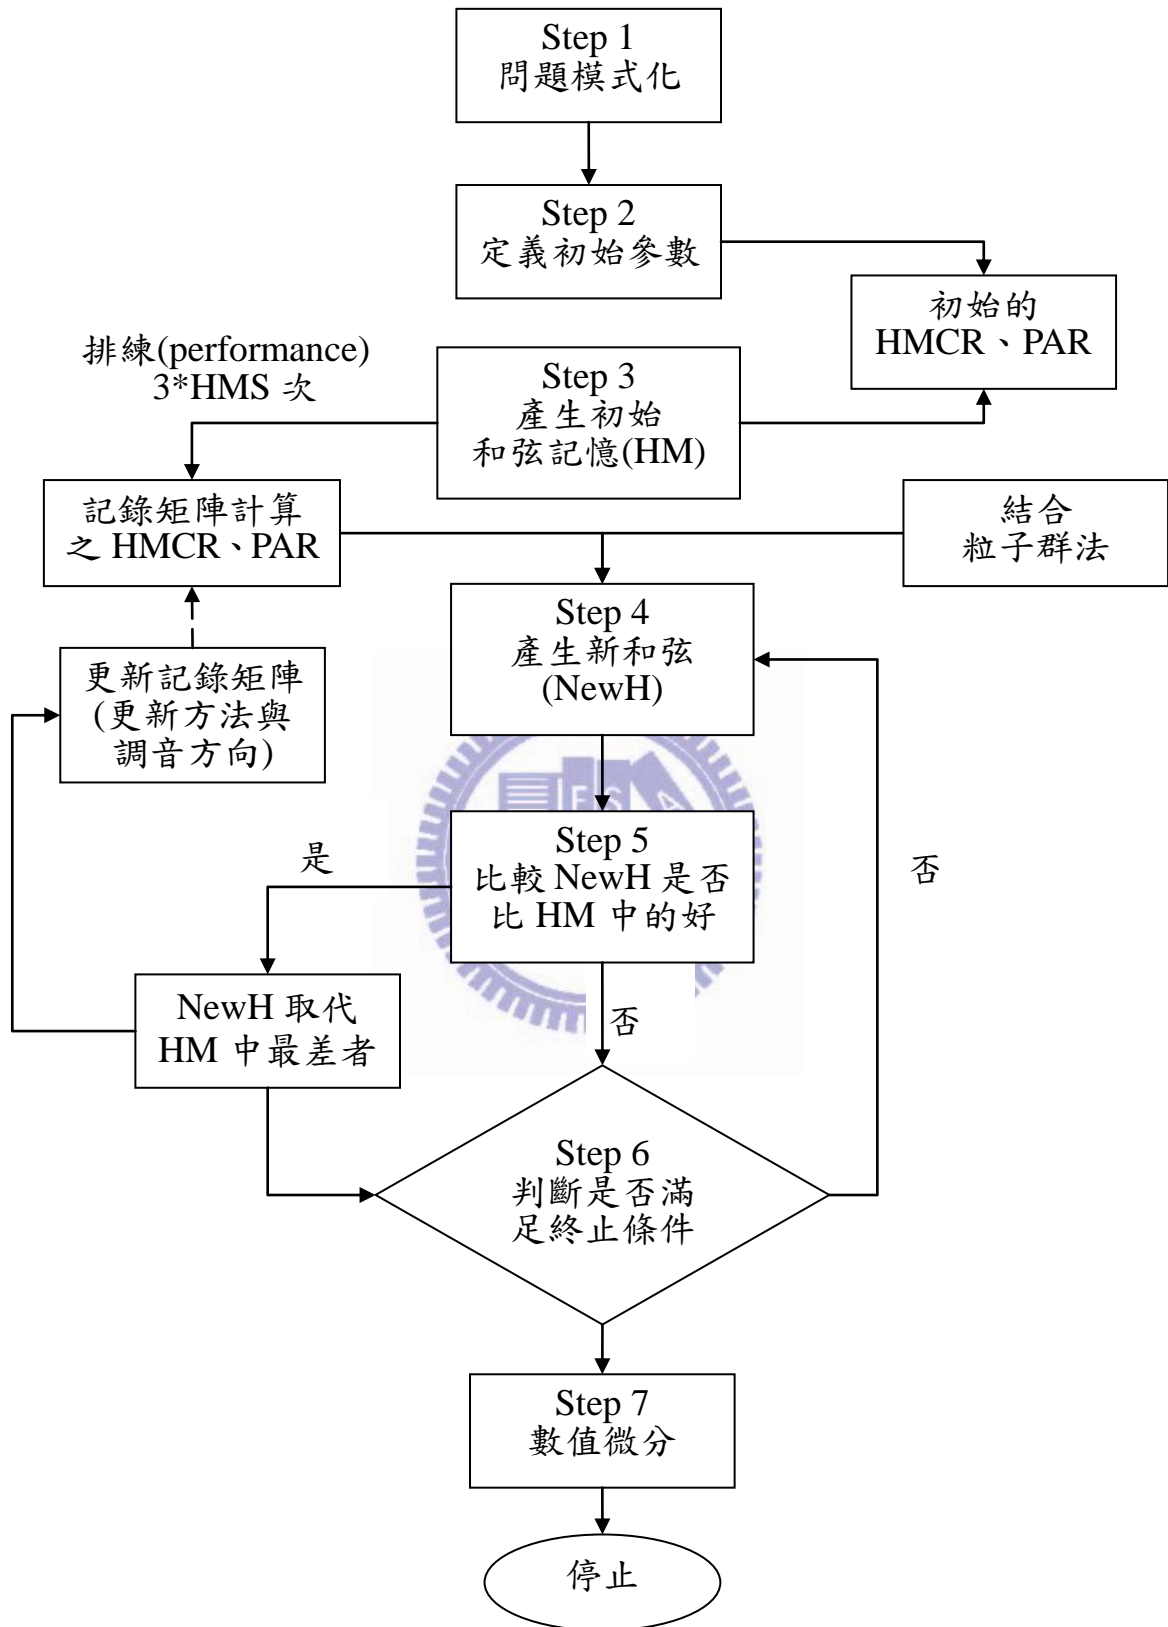 Step 1
問題模式化
Step 2
定義初始參數
初始的
HMCR、PAR
排練(performance)
3*HMS 次
Step 3
產生初始
和弦記憶(HM)
記錄矩陣計算
之 HMCR、PAR
結合
粒子群法
Step 4
產生新和弦
(NewH)
更新記錄矩陣
(更新方法與
調音方向)
E S A
Step 5
比較 NewH 是否
比 HM 中的好
是
否
NewH 取代
HM 中最差者
否
Step 6
判斷是否滿
足終止條件
Step 7
數值微分
停止